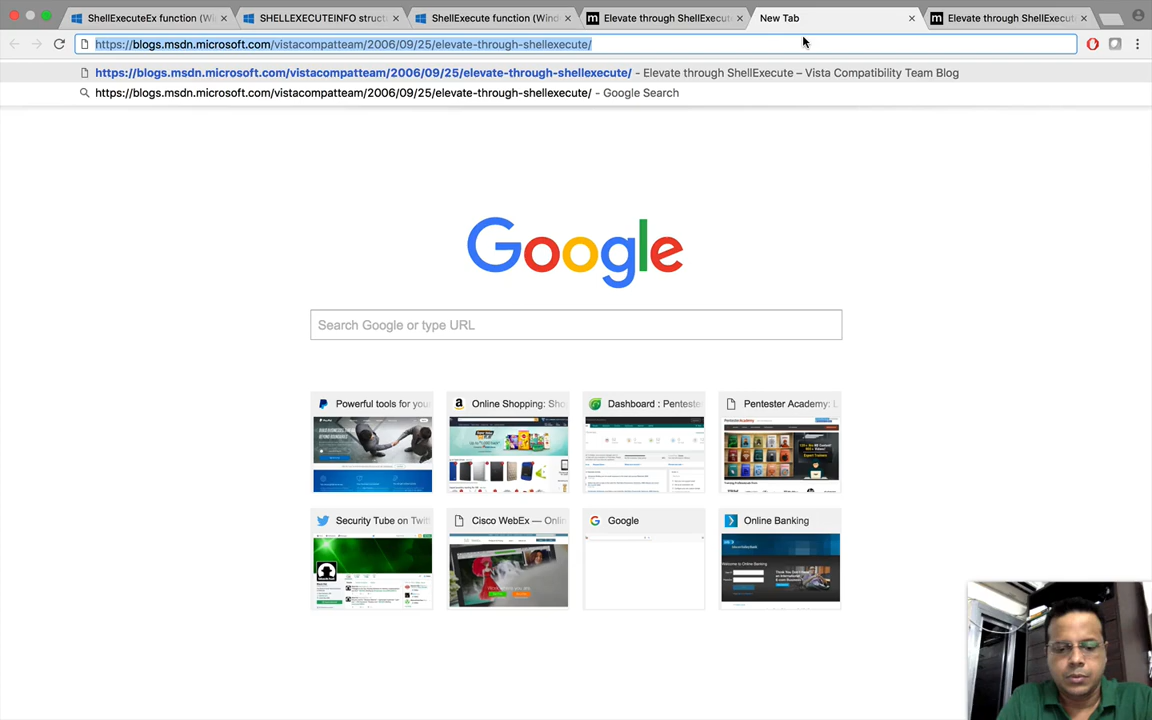 ShellExecuteEx function (Wi
SHELLEXECUTEINFO struct
ShellExecute function (Wind
Elevate through ShellExecut
New Tab
Elevate through ShellExecut
https://blogs.msdn.microsoft.com/vistacompatteam/2006/09/25/elevate-through-shellexecute/
https://blogs.msdn.microsoft.com/vistacompatteam/2006/09/25/elevate-through-shellexecute/ - Elevate through ShellExecute – Vista Compatibility Team Blog
https://blogs.msdn.microsoft.com/vistacompatteam/2006/09/25/elevate-through-shellexecute/ - Google Search
Google
Search Google or type URL
Powerful tools for your
Online Shopping: Sho
Dashboard : Penteste
Pentester Academy: L
Security Tube on Twitt
Cisco WebEx — Onlin
Google
Online Banking